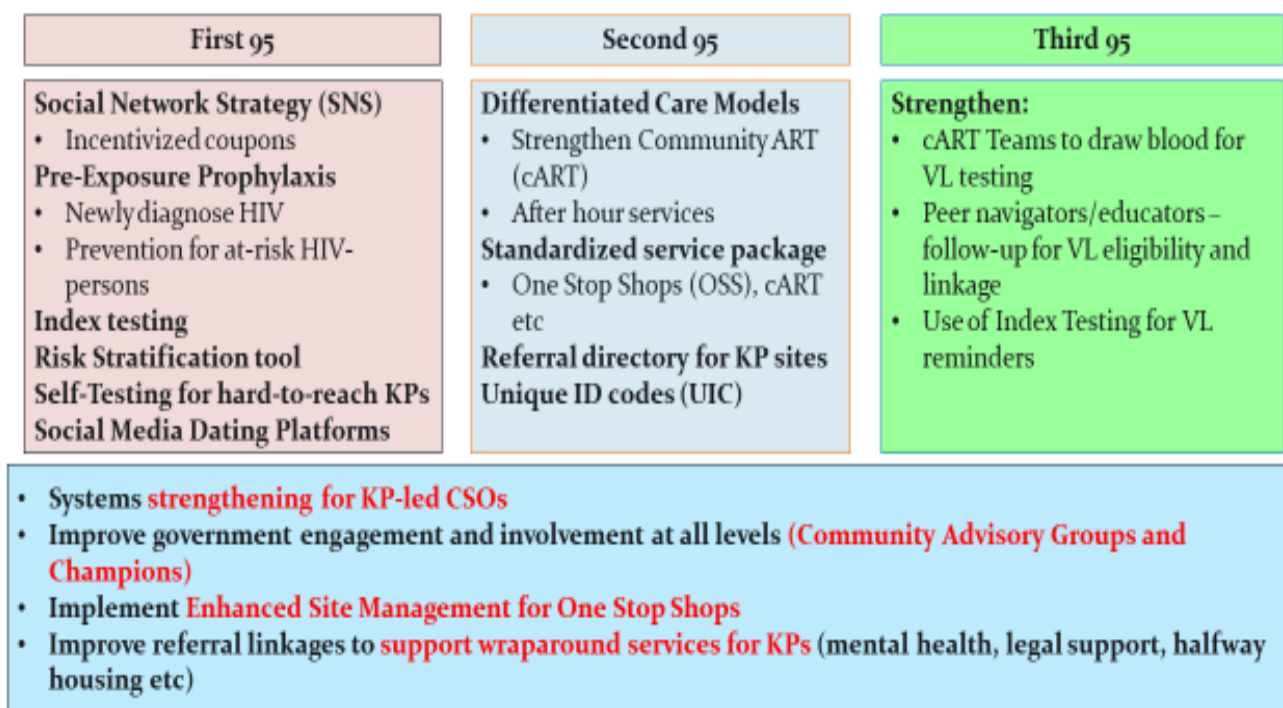 First 95
Social Network Strategy (SNS)
• Incentivized coupons
Pre-Exposure Prophylaxis
• Newly diagnose HIV
• Prevention for at-risk HIV-
persons
Index testing
Risk Stratification tool
Self-Testing for hard-to-reach KPs
Social Media Dating Platforms
Second 95
Differentiated Care Models
• Strengthen Community ART
(cART)
• After hour services
Standardized service package
• One Stop Shops (OSS), cART
etc
Referral directory for KP sites
Unique ID codes (UIC)
Third 95
Strengthen:
• cART Teams to draw blood for
VL testing
• Peer navigators/educators –
follow-up for VL eligibility and
linkage
• Use of Index Testing for VL
reminders
• Systems strengthening for KP-led CSOs
• Improve government engagement and involvement at all levels (Community Advisory Groups and
Champions)
• Implement Enhanced Site Management for One Stop Shops
• Improve referral linkages to support wraparound services for KPs (mental health, legal support, halfway
housing etc)